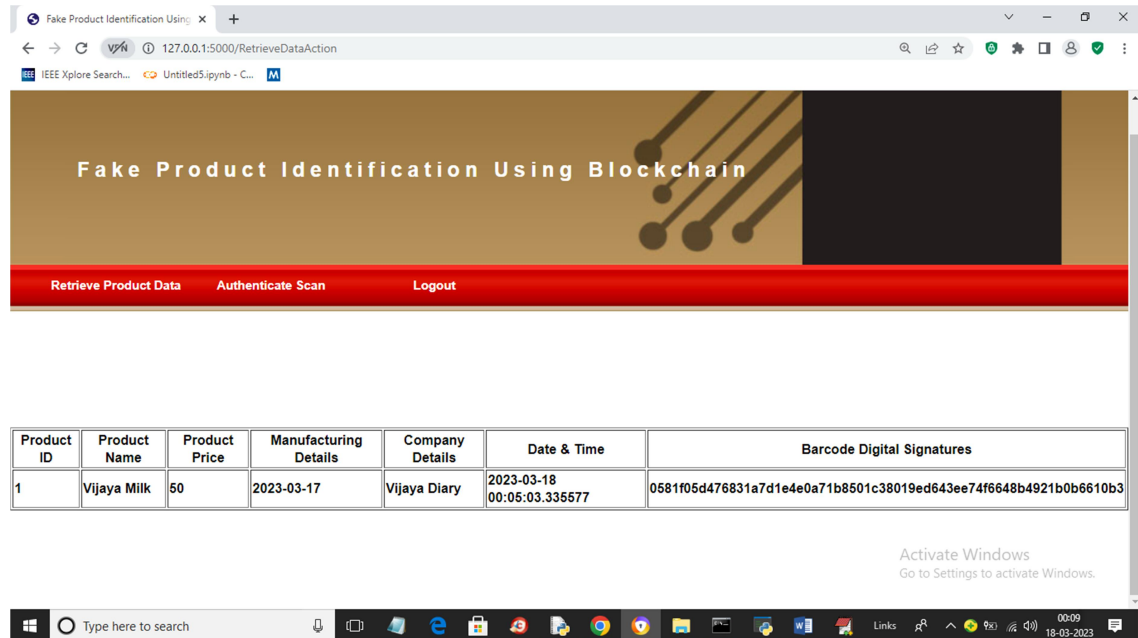 Fake Product Identification Using
127.0.0.1:5000/RetrieveDataAction
IEEE IEEE Xplore Search... Untitled5.ipynb - C... M
Fake Product Identification Using Blockchain
Retrieve Product Data Authenticate Scan Logout
Product ID Product Name Product Price Manufacturing Details Company Details Date & Time Barcode Digital Signatures
1 Vijaya Milk 50 2023-03-17 Vijaya Diary 2023-03-18 00:05:03.335577 0581f05d476831a7d1e4e0a71b8501c38019ed643ee74f6648b4921b0b6610b3
Activate Windows
Go to Settings to activate Windows.
Type here to search Links 00:09
18-03-2023